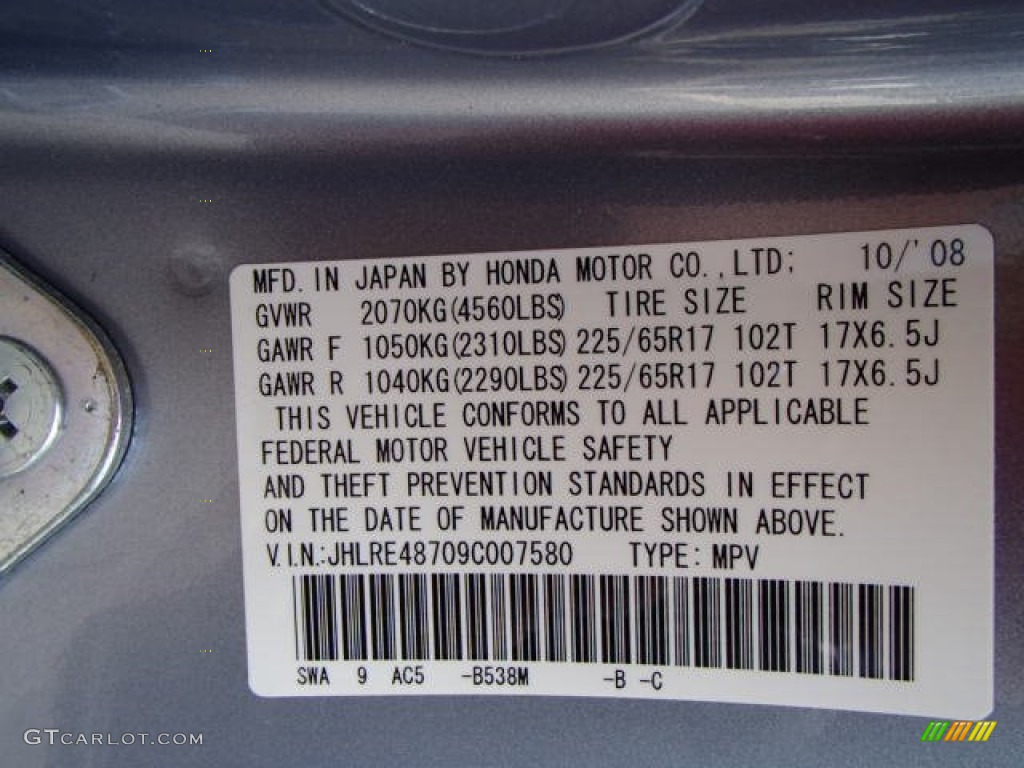 MFD. IN JAPAN BY HONDA MOTOR CO.,LTD; 10/'08
GVWR 2070KG(4560LBS) TIRE SIZE RIM SIZE
GAWR F 1050KG(2310LBS) 225/65R17 102T 17X6.5J
GAWR R 1040KG(2290LBS) 225/65R17 102T 17X6.5J
THIS VEHICLE CONFORMS TO ALL APPLICABLE
FEDERAL MOTOR VEHICLE SAFETY
AND THEFT PREVENTION STANDARDS IN EFFECT
ON THE DATE OF MANUFACTURE SHOWN ABOVE.
V.I.N.:JHLRE48709C007580 TYPE: MPV
SWA 9 AC5 -B538M -B -C
GTCARLOT.COM